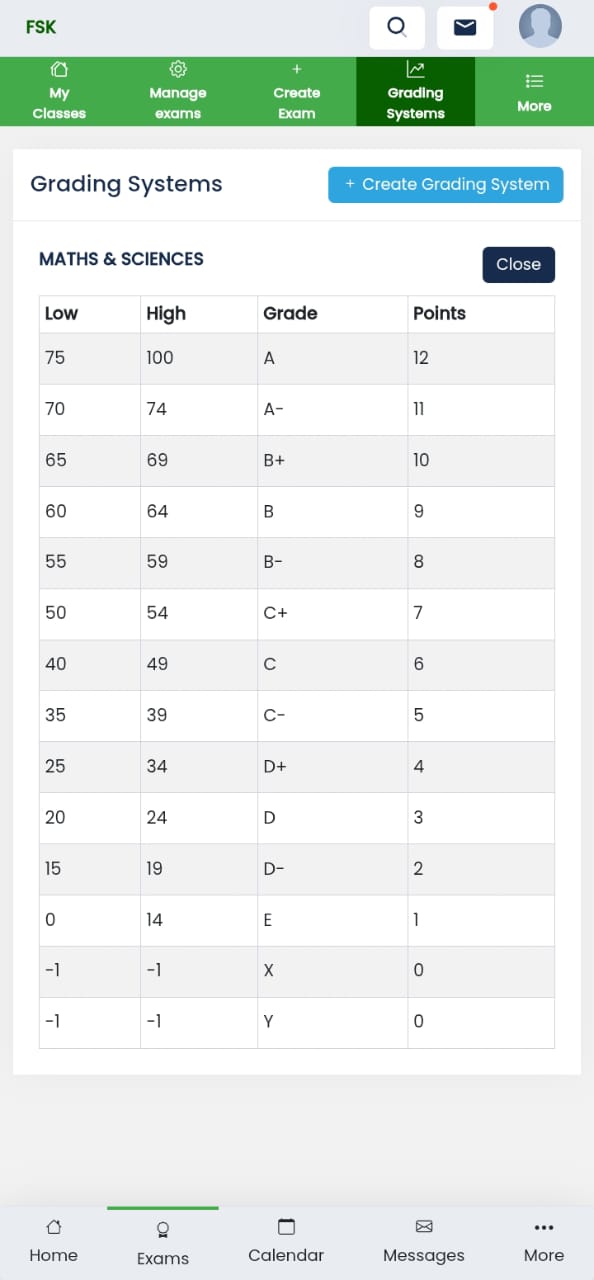 FSK
My Classes
Manage exams
+ Create Exam
Grading Systems
More
Grading Systems
+ Create Grading System
MATHS & SCIENCES
Close
Low High Grade Points
75 100 A 12
70 74 A- 11
65 69 B+ 10
60 64 B 9
55 59 B- 8
50 54 C+ 7
40 49 C 6
35 39 C- 5
25 34 D+ 4
20 24 D 3
15 19 D- 2
0 14 E 1
-1 -1 X 0
-1 -1 Y 0
Home Exams Calendar Messages More